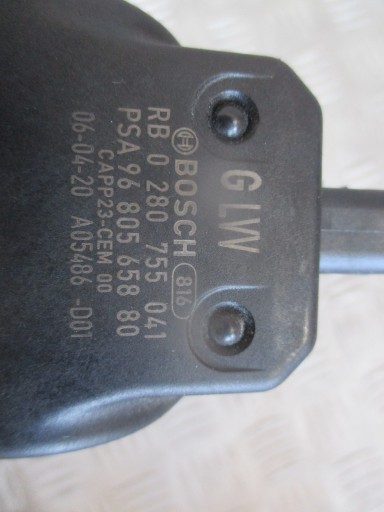 GLW
BOSCH 816
RB 0 280 755 041
PSA 96 805 658 80
CAPP23-CEM 00
06-04-20 A05486 -D01